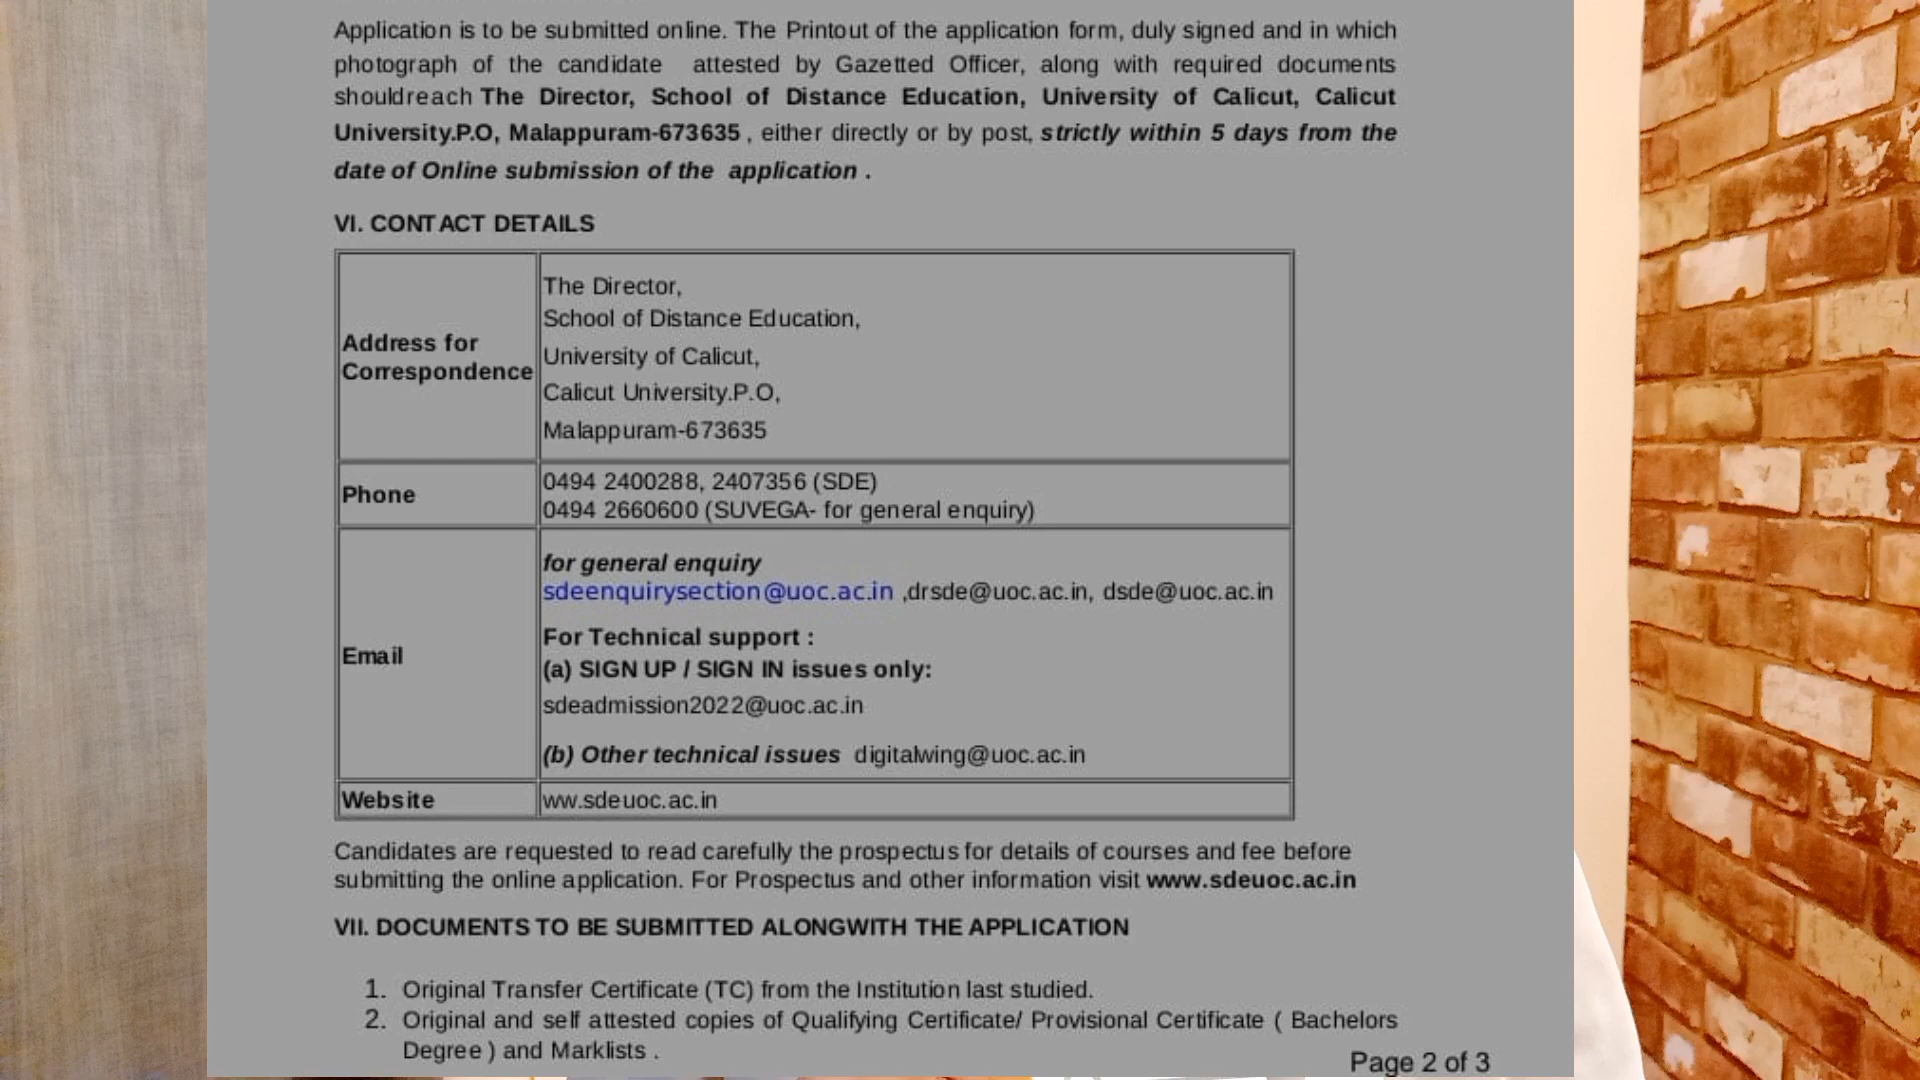 Application is to be submitted online. The Printout of the application form, duly signed and in which
photograph of the candidate attested by Gazetted Officer, along with required documents
shouldreach The Director, School of Distance Education, University of Calicut, Calicut
University.P.O, Malappuram-673635 , either directly or by post, strictly within 5 days from the
date of Online submission of the application .
VI. CONTACT DETAILS
Address for
Correspondence
The Director,
School of Distance Education,
University of Calicut,
Calicut University.P.O,
Malappuram-673635
Phone
0494 2400288, 2407356 (SDE)
0494 2660600 (SUVEGA- for general enquiry)
Email
for general enquiry
sdeenquirysection@uoc.ac.in ,drsde@uoc.ac.in, dsde@uoc.ac.in
For Technical support :
(a) SIGN UP / SIGN IN issues only:
sdeadmission2022@uoc.ac.in
(b) Other technical issues digitalwing@uoc.ac.in
Website
ww.sdeuoc.ac.in
Candidates are requested to read carefully the prospectus for details of courses and fee before
submitting the online application. For Prospectus and other information visit www.sdeuoc.ac.in
VII. DOCUMENTS TO BE SUBMITTED ALONGWITH THE APPLICATION
1. Original Transfer Certificate (TC) from the Institution last studied.
2. Original and self attested copies of Qualifying Certificate/ Provisional Certificate ( Bachelors
Degree ) and Marklists .
Page 2 of 3